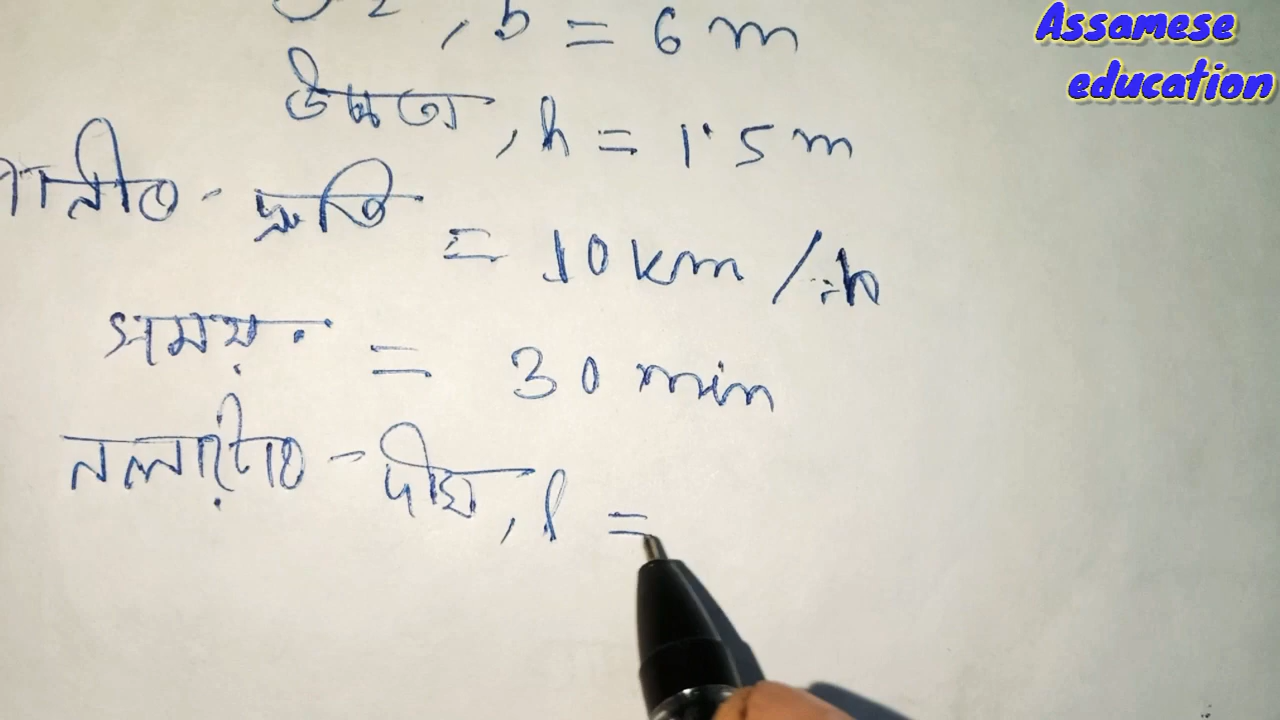 , b = 6 m
উচ্চতা, h = 1.5 m
পানীৰ - দ্ৰুতি = 10 km / h
সময় = 30 min
নলাটোৰ - দীঘ, l =
Assamese
education